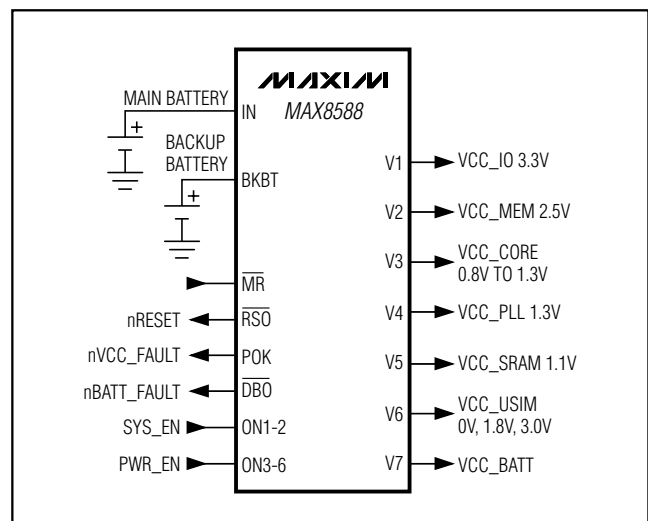 MAXIM
MAX8588
MAIN BATTERY
+
IN
BACKUP
BATTERY
+
BKBT
MR
nRESET
RSO
nVCC_FAULT
POK
nBATT_FAULT
DBO
SYS_EN
ON1-2
PWR_EN
ON3-6
V1
VCC_IO 3.3V
V2
VCC_MEM 2.5V
V3
VCC_CORE
0.8V TO 1.3V
V4
VCC_PLL 1.3V
V5
VCC_SRAM 1.1V
V6
VCC_USIM
0V, 1.8V, 3.0V
V7
VCC_BATT